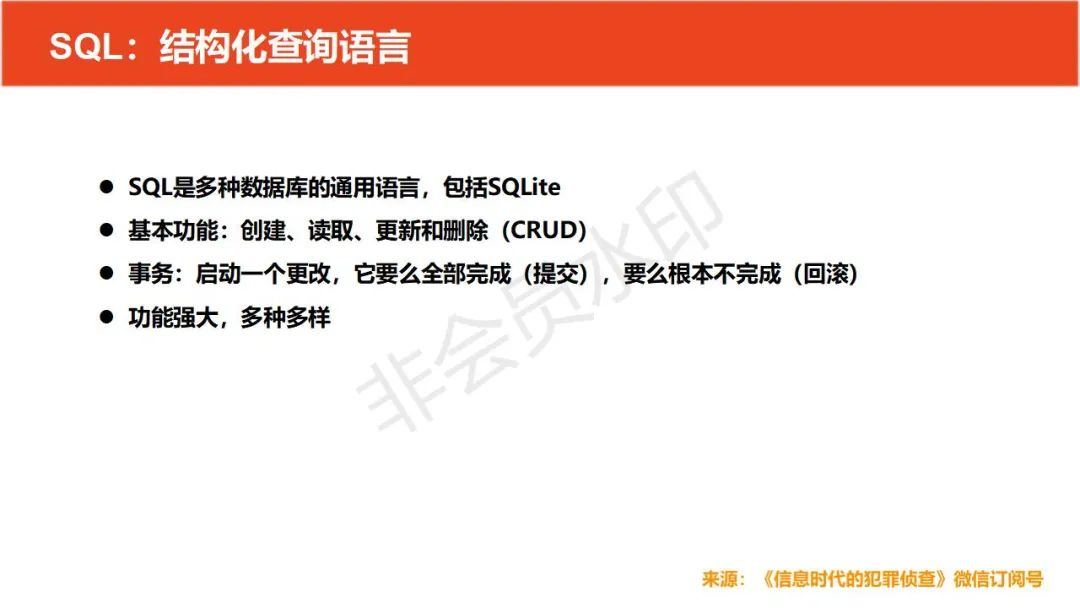 SQL：结构化查询语言
● SQL是多种数据库的通用语言，包括SQLite
● 基本功能：创建、读取、更新和删除（CRUD）
● 事务：启动一个更改，它要么全部完成（提交），要么根本不完成（回滚）
● 功能强大，多种多样
非会员水印
来源：《信息时代的犯罪侦查》微信订阅号